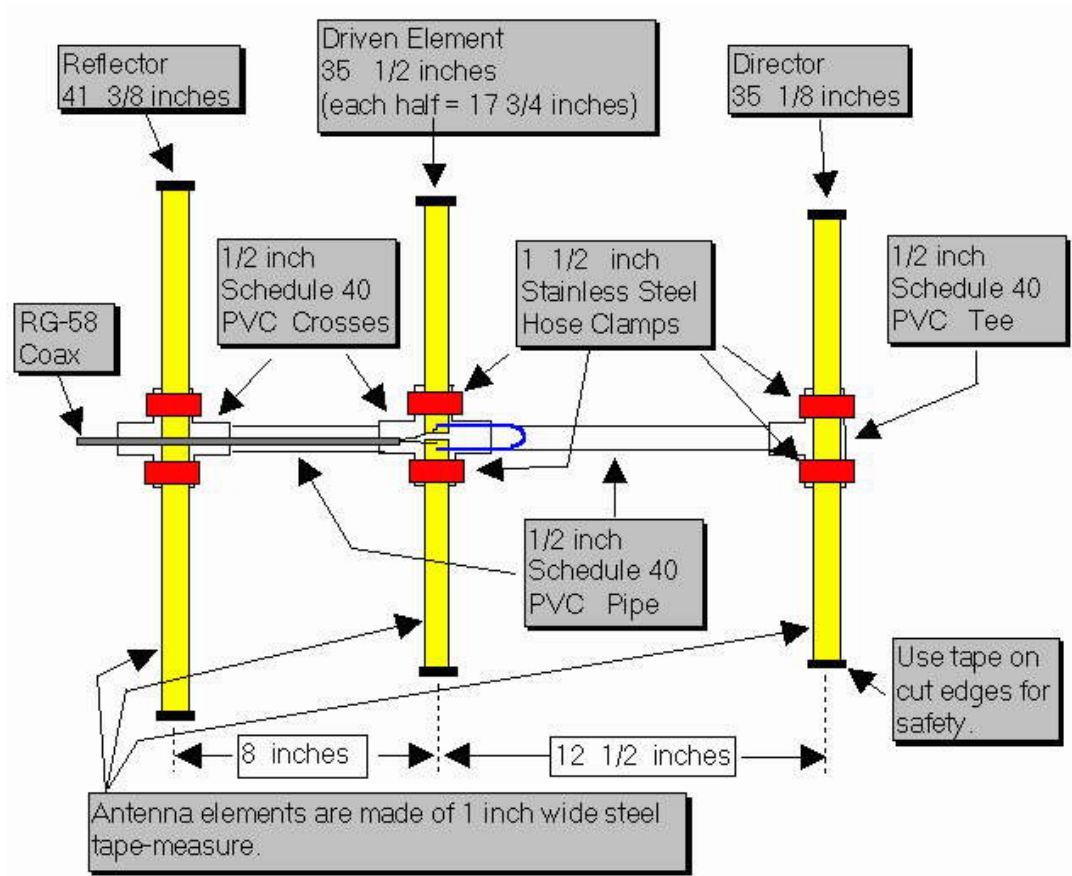 Reflector
41 3/8 inches
Driven Element
35 1/2 inches
(each half = 17 3/4 inches)
Director
35 1/8 inches
RG-58
Coax
1/2 inch
Schedule 40
PVC Crosses
1 1/2 inch
Stainless Steel
Hose Clamps
1/2 inch
Schedule 40
PVC Tee
1/2 inch
Schedule 40
PVC Pipe
Use tape on
cut edges for
safety.
8 inches
12 1/2 inches
Antenna elements are made of 1 inch wide steel
tape-measure.